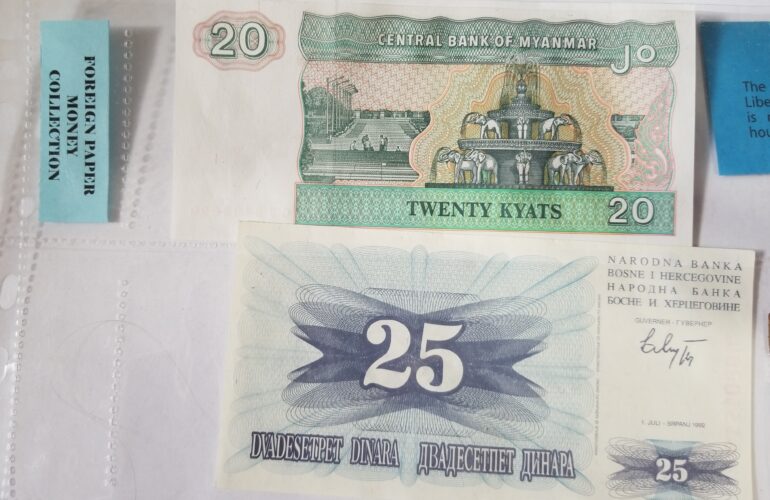 FOREIGN PAPER
MONEY
COLLECTION
20
CENTRAL BANK OF MYANMAR
၂၀
TWENTY KYATS
20
The
Libe
is
hou
NARODNA BANKA
BOSNE I HERCEGOVINE
НАРОДНА БАНКА
БОСНЕ И ХЕРЦЕГОВИНЕ
GUVERNER - ГУВЕРНЕР
1. JULI - SRPANJ 1992
25
DVADESETPET DINARA ДВАДЕСЕТПЕТ ДИНАРА
25